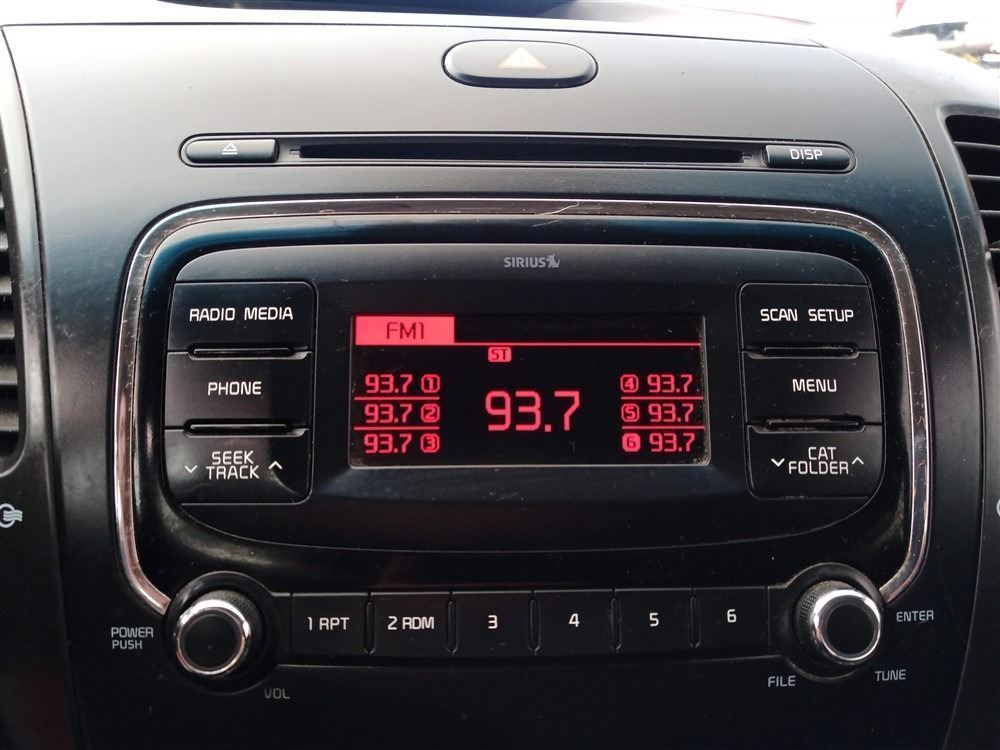 DISP
SIRIUS
RADIO MEDIA
PHONE
SEEK
TRACK
FM1
ST
93.7 1
93.7 2
93.7 3
93.7
4 93.7
5 93.7
6 93.7
SCAN SETUP
MENU
CAT
FOLDER
POWER
PUSH
VOL
1 RPT
2 RDM
3
4
5
6
ENTER
FILE
TUNE